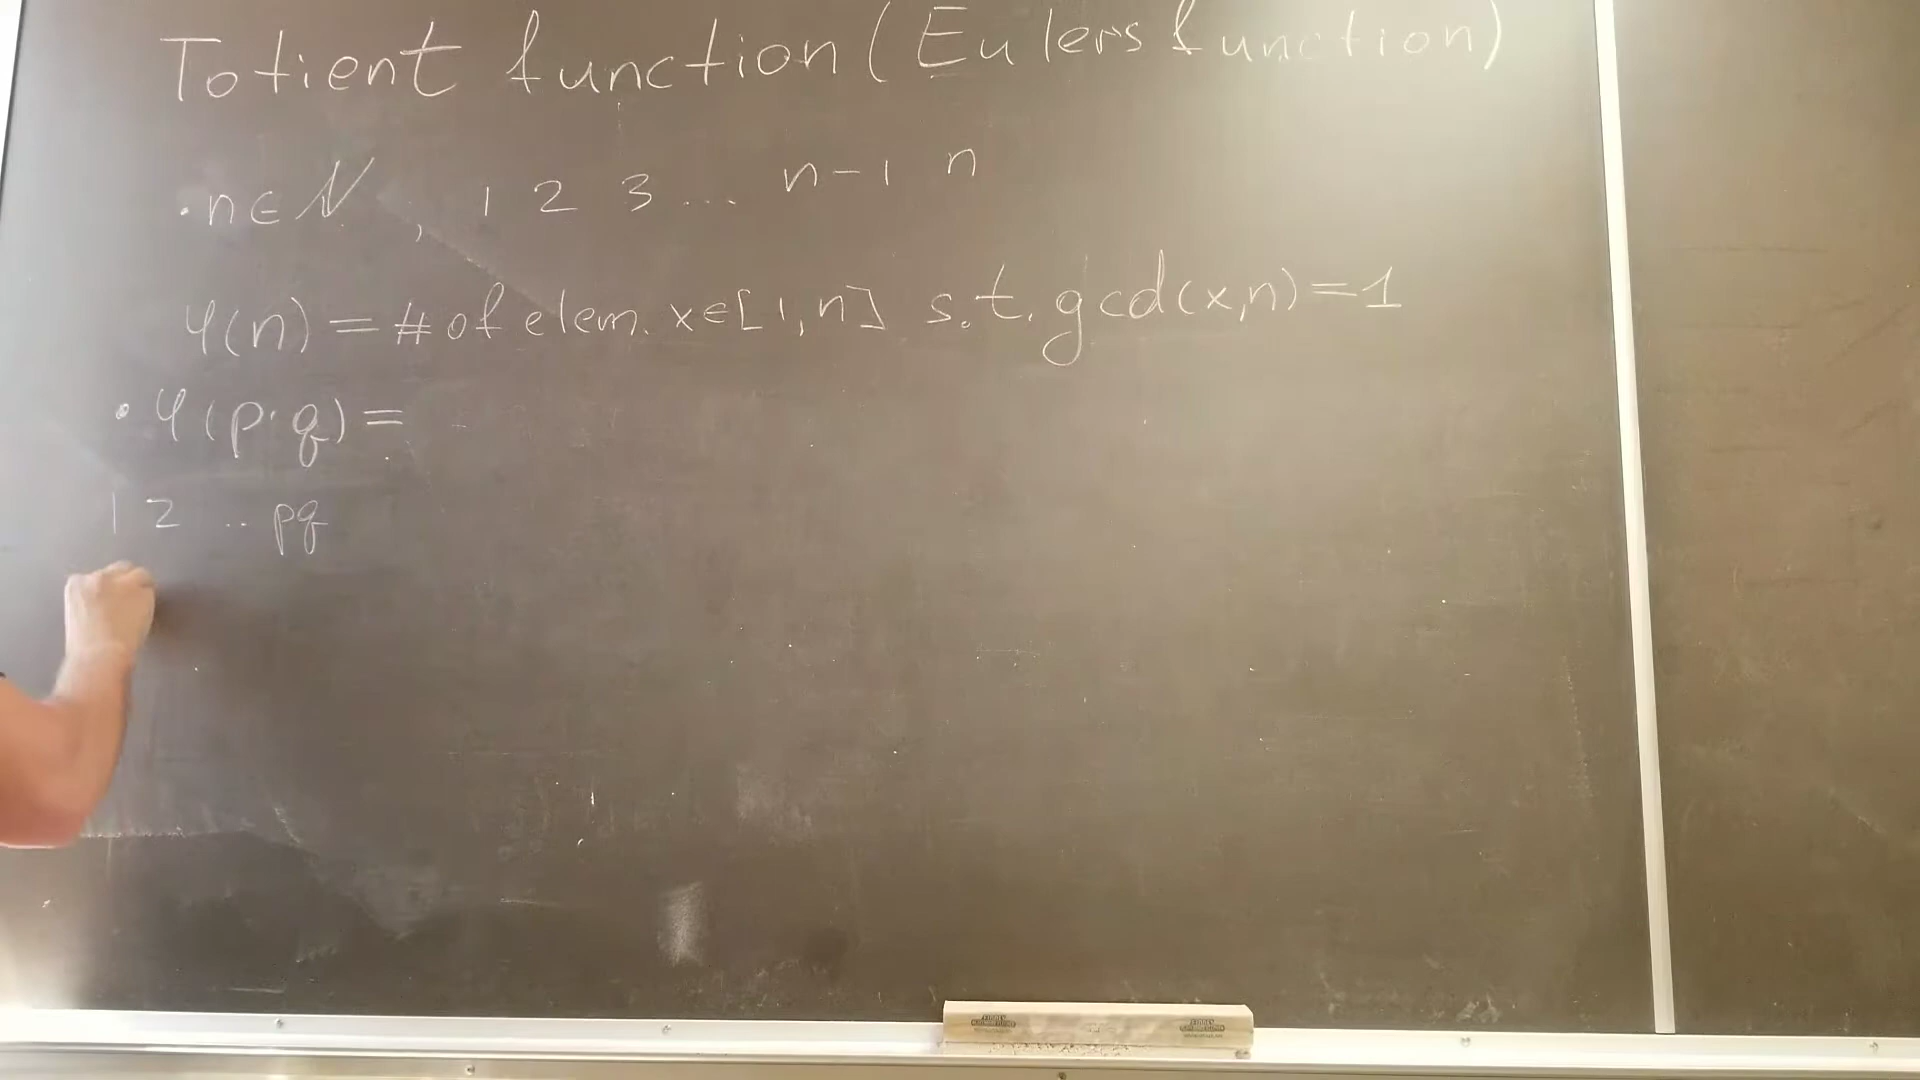 Totient function (Eulers function)
• n ∈ N , 1 2 3 ... n-1 n
φ(n) = # of elem. x∈[1,n] s.t. gcd(x,n)=1
• φ(p·q) =
1 2 .. pq